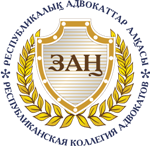 РЕСПУБЛИКАЛЫҚ АДВОКАТТАР АЛҚАСЫ
ЗАҢ
РЕСПУБЛИКАНСКАЯ КОЛЛЕГИЯ АДВОКАТОВ